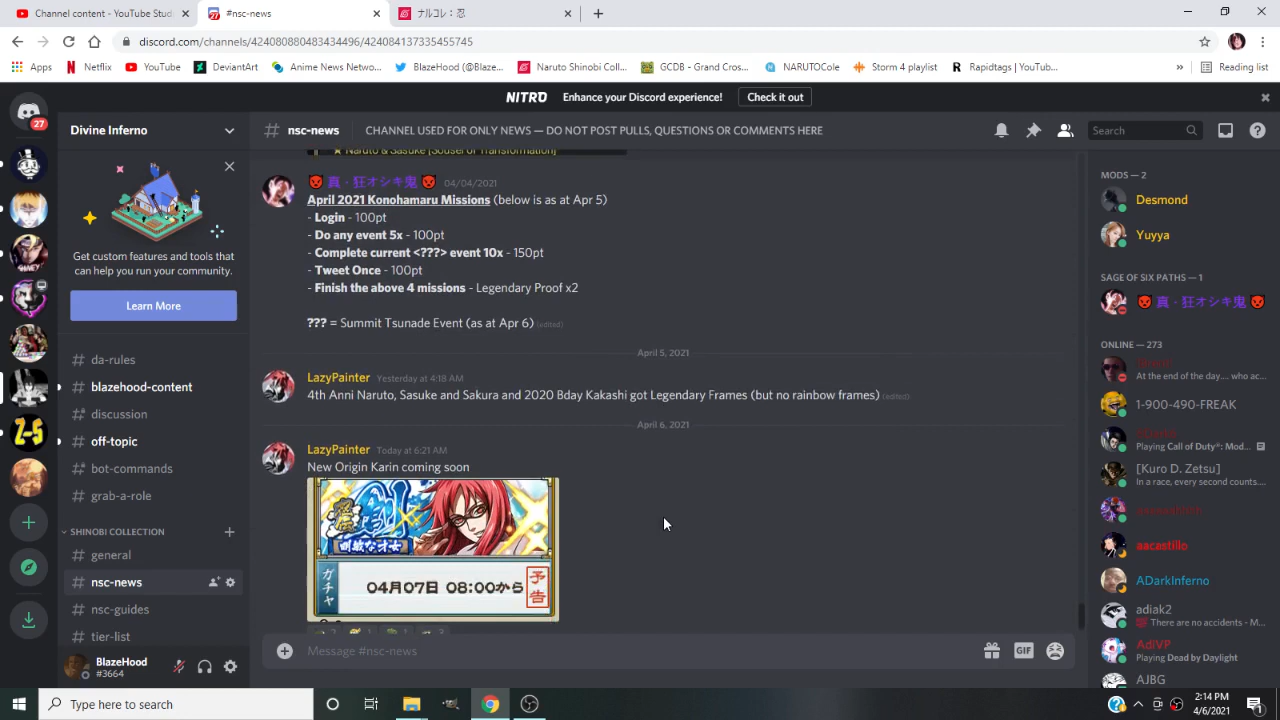 Channel content - YouTube Studi
#nsc-news
ナルコレ：忍
discord.com/channels/424080880483434496/424084137335455745
Apps
Netflix
YouTube
DeviantArt
Anime News Netwo...
BlazeHood (@Blaze...
Naruto Shinobi Coll...
GCDB - Grand Cros...
NARUTOCole
Storm 4 playlist
Rapidtags | YouTub...
»
Reading list
NITRO
Enhance your Discord experience!
Check it out
27
Divine Inferno
nsc-news
CHANNEL USED FOR ONLY NEWS — DO NOT POST PULLS, QUESTIONS OR COMMENTS HERE
Search
Get custom features and tools that
can help you run your community.
Learn More
# da-rules
# blazehood-content
# discussion
# off-topic
# bot-commands
# grab-a-role
SHINOBI COLLECTION
# general
# nsc-news
# nsc-guides
# tier-list
BlazeHood
#3664
★ Naruto & Sasuke [Souset of Transformation]
真・狂オシキ鬼 04/04/2021
April 2021 Konohamaru Missions (below is as at Apr 5)
- Login - 100pt
- Do any event 5x - 100pt
- Complete current <???> event 10x - 150pt
- Tweet Once - 100pt
- Finish the above 4 missions - Legendary Proof x2
??? = Summit Tsunade Event (as at Apr 6) (edited)
April 5, 2021
LazyPainter Yesterday at 4:18 AM
4th Anni Naruto, Sasuke and Sakura and 2020 Bday Kakashi got Legendary Frames (but no rainbow frames) (edited)
April 6, 2021
LazyPainter Today at 6:21 AM
New Origin Karin coming soon
ガチャ
04月07日 08:00から
予告
Message #nsc-news
GIF
MODS — 2
Desmond
Yuyya
SAGE OF SIX PATHS — 1
真・狂オシキ鬼
ONLINE — 273
At the end of the day.... who ac...
1-900-490-FREAK
Playing Call of Duty®: Mod...
[Kuro D. Zetsu]
In a race, every second counts....
aacastillo
ADarkInferno
adiak2
There are no accidents - M...
AdiVP
Playing Dead by Daylight
AJBG
Type here to search
2:14 PM
4/6/2021